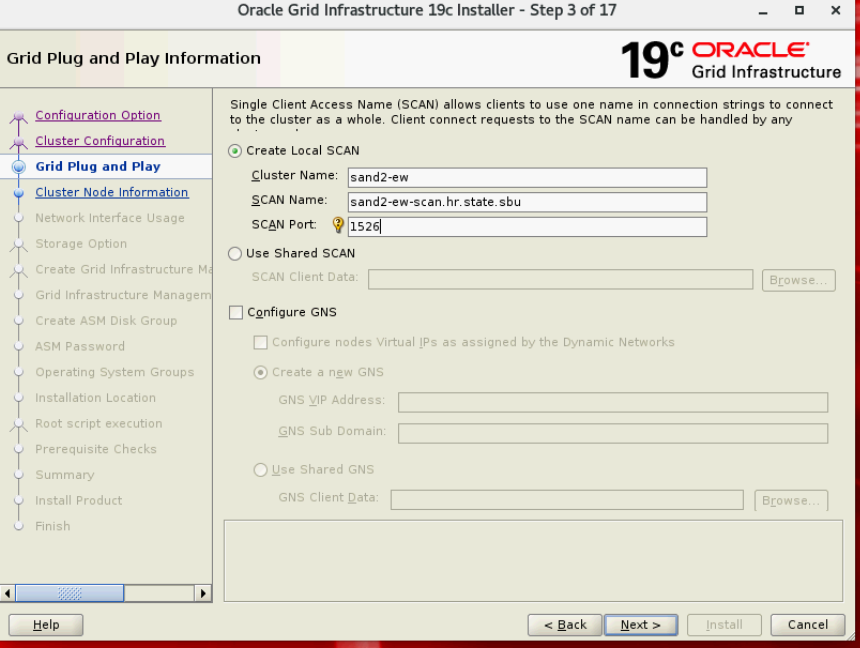 Oracle Grid Infrastructure 19c Installer - Step 3 of 17
Grid Plug and Play Information
19c ORACLE
Grid Infrastructure
Configuration Option
Cluster Configuration
Grid Plug and Play
Cluster Node Information
Network Interface Usage
Storage Option
Create Grid Infrastructure Ma
Grid Infrastructure Managem
Create ASM Disk Group
ASM Password
Operating System Groups
Installation Location
Root script execution
Prerequisite Checks
Summary
Install Product
Finish
Single Client Access Name (SCAN) allows clients to use one name in connection strings to connect
to the cluster as a whole. Client connect requests to the SCAN name can be handled by any
Create Local SCAN
Cluster Name: sand2-ew
SCAN Name: sand2-ew-scan.hr.state.sbu
SCAN Port: 1526
Use Shared SCAN
SCAN Client Data: Browse...
Configure GNS
Configure nodes Virtual IPs as assigned by the Dynamic Networks
Create a new GNS
GNS VIP Address:
GNS Sub Domain:
Use Shared GNS
GNS Client Data: Browse...
Help < Back Next > Install Cancel